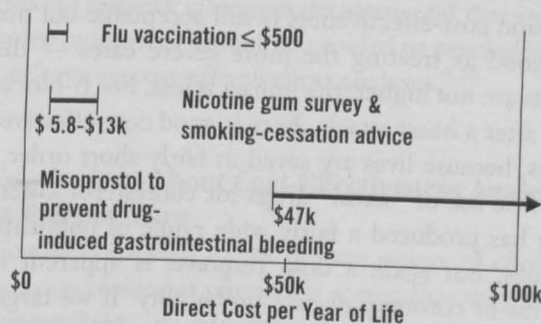 Flu vaccination ≤ $500
Nicotine gum survey &
$ 5.8-$13k smoking-cessation advice
Misoprostol to
prevent drug-
$47k
induced gastrointestinal bleeding
$0 $50k $100k
Direct Cost per Year of Life